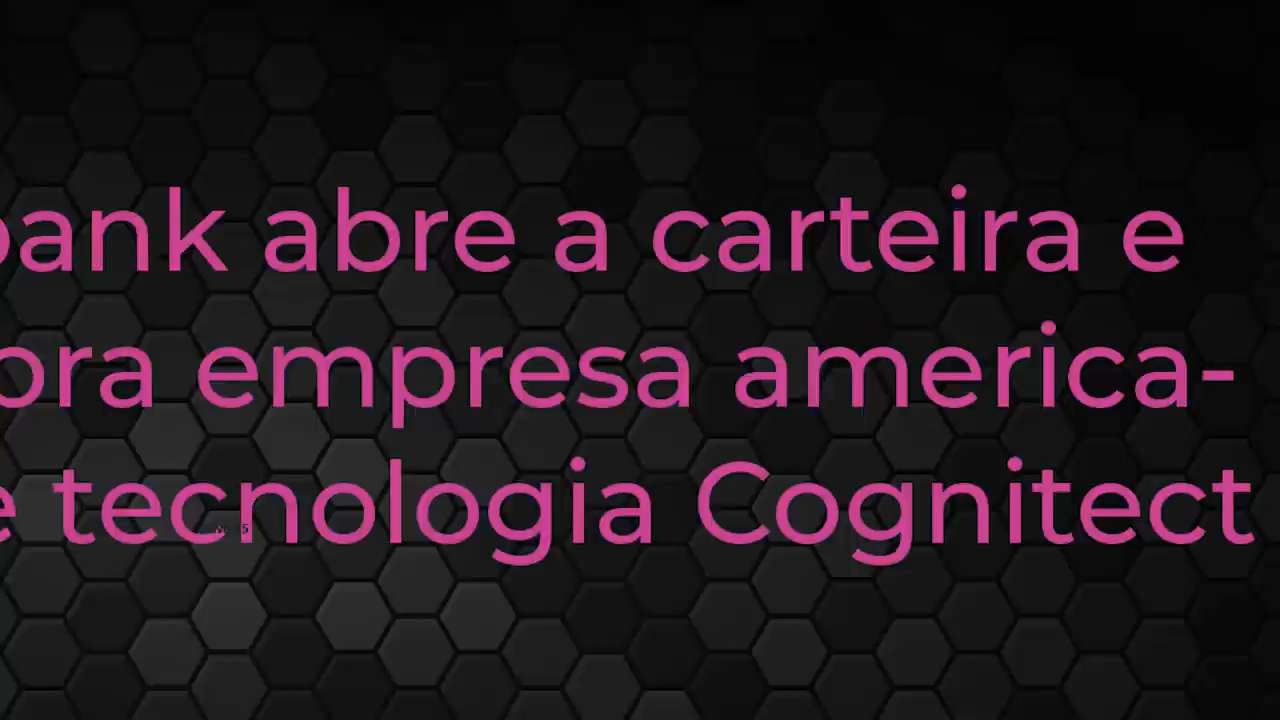 bank abre a carteira e
ora empresa america-
e tecnologia Cognitect